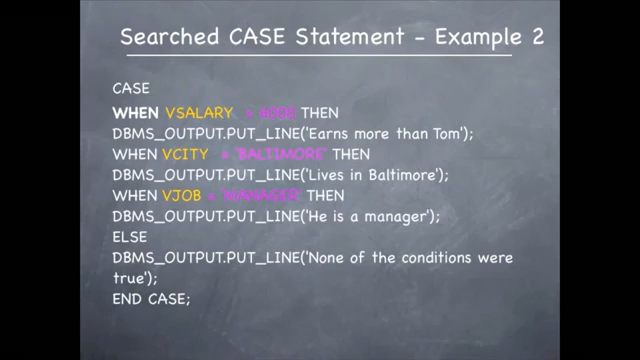 Searched CASE Statement – Example 2
CASE
WHEN VSALARY THEN
DBMS_OUTPUT.PUT_LINE('Earns more than Tom');
WHEN VCITY = 'BALTIMORE' THEN
DBMS_OUTPUT.PUT_LINE('Lives in Baltimore');
WHEN VJOB = 'MANAGER' THEN
DBMS_OUTPUT.PUT_LINE('He is a manager');
ELSE
DBMS_OUTPUT.PUT_LINE('None of the conditions were
true');
END CASE;